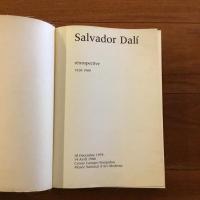 Salvador Dalí
rétrospective
1920-1980
18 Décembre 1979
14 Avril 1980
Centre Georges Pompidou
Musée National d'Art Moderne